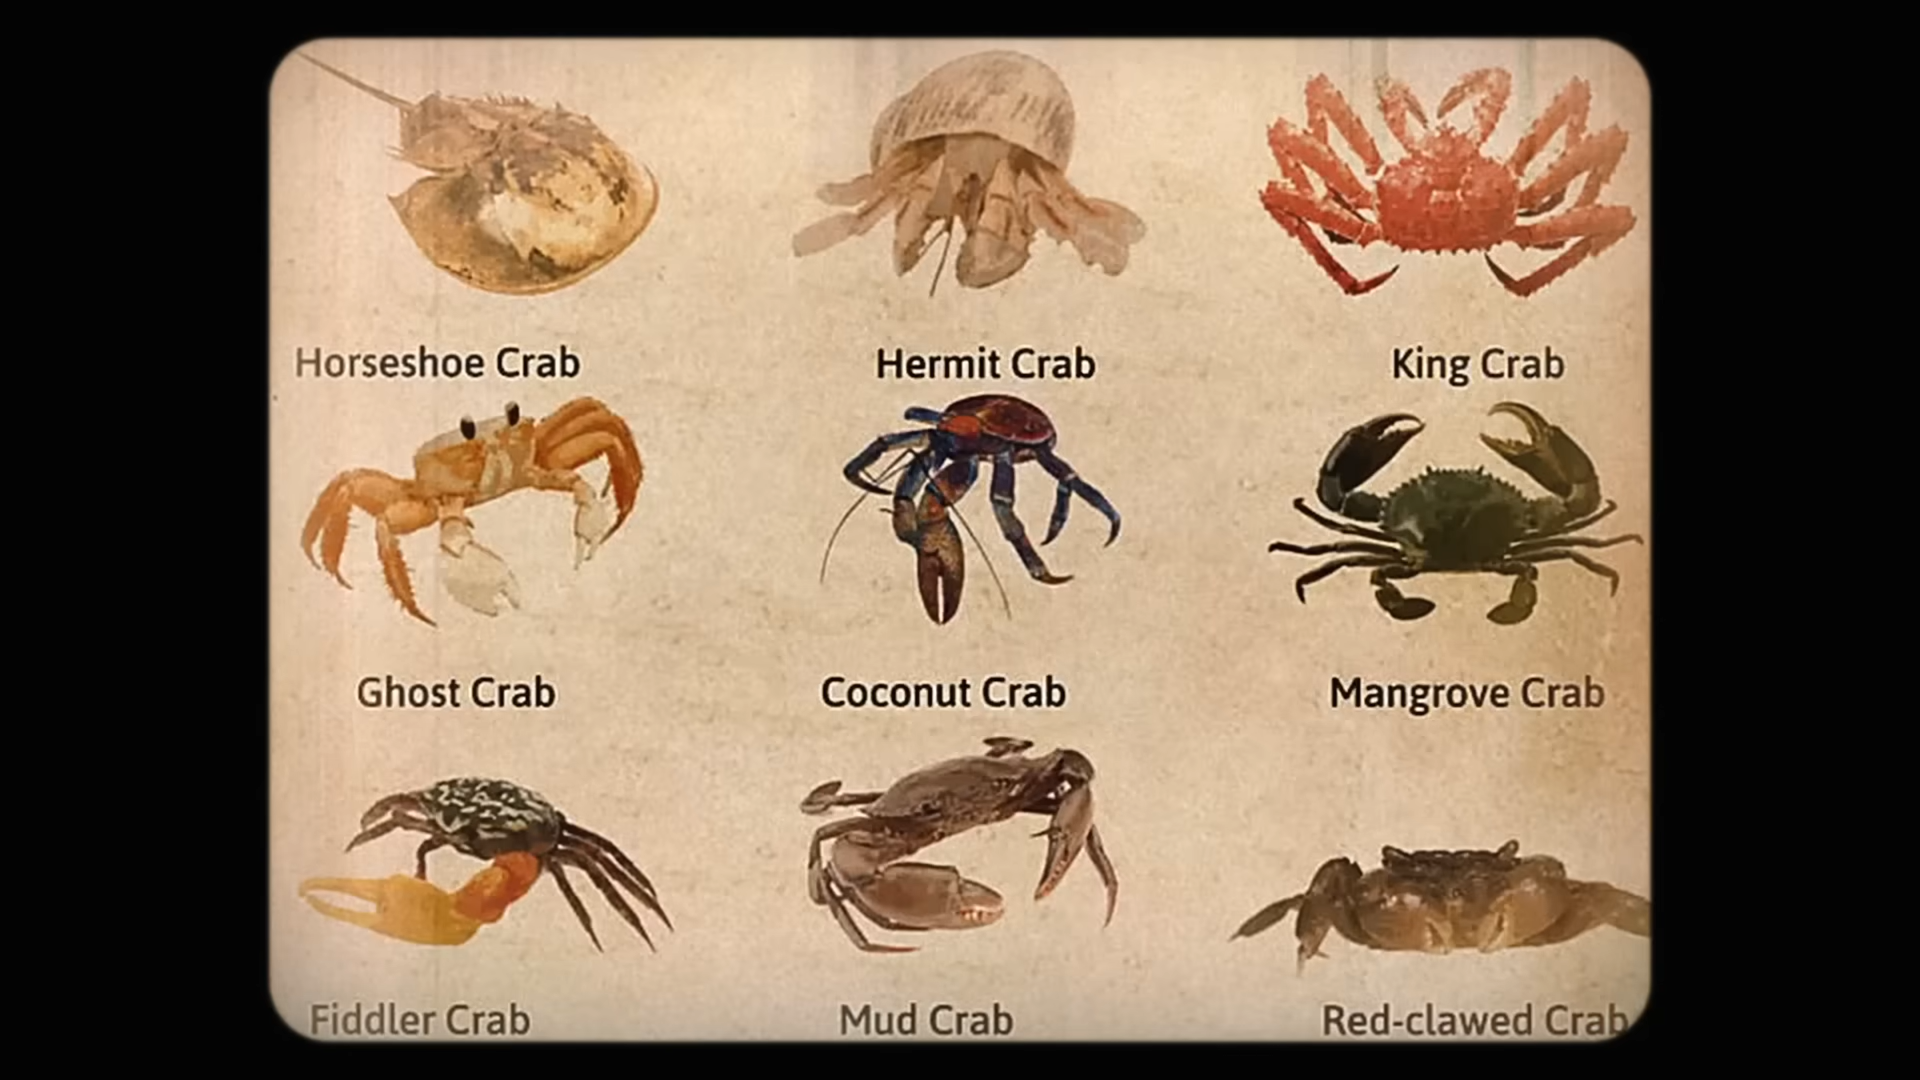 Horseshoe Crab
Hermit Crab
King Crab
Ghost Crab
Coconut Crab
Mangrove Crab
Fiddler Crab
Mud Crab
Red-clawed Crab